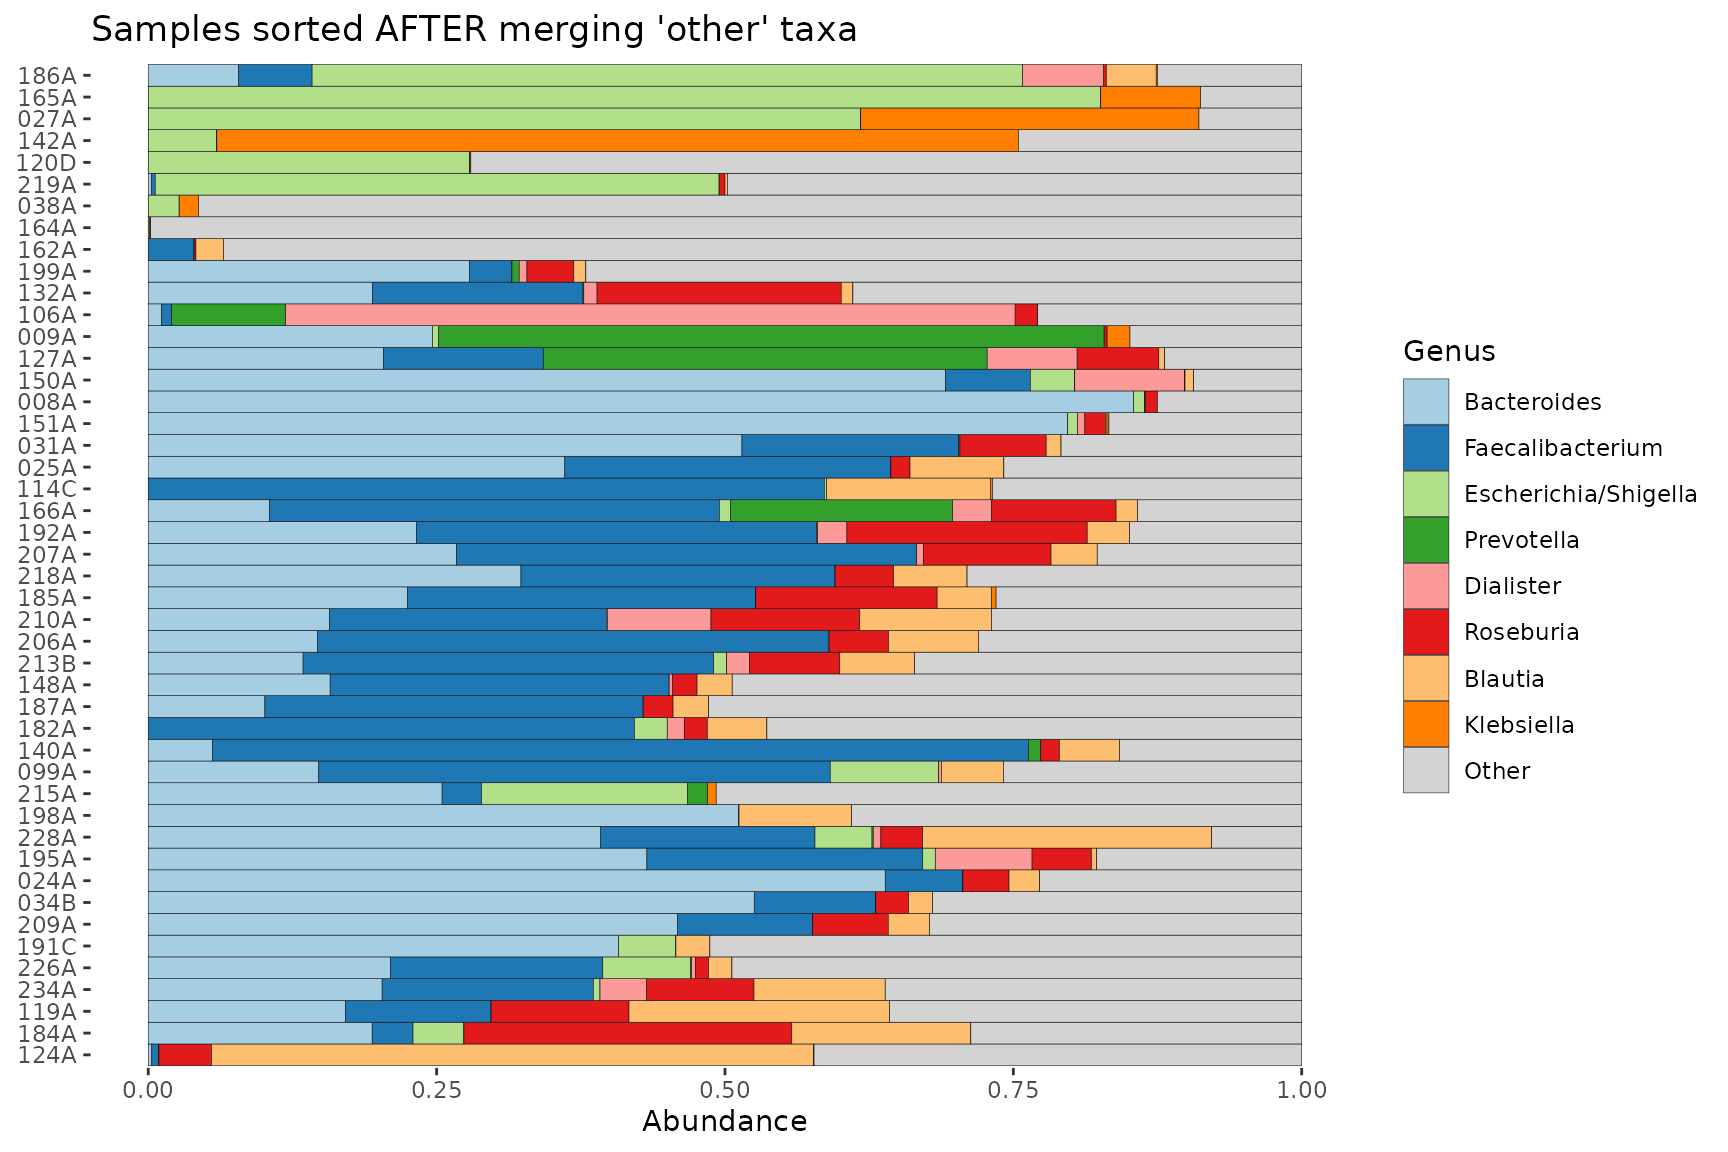 Samples sorted AFTER merging 'other' taxa
186A
165A
027A
142A
120D
219A
038A
164A
162A
199A
132A
106A
009A
127A
150A
008A
151A
031A
025A
114C
166A
192A
207A
218A
185A
210A
206A
213B
148A
187A
182A
140A
099A
215A
198A
228A
195A
024A
034B
209A
191C
226A
234A
119A
184A
124A
0.00 0.25 0.50 0.75 1.00
Abundance
Genus
Bacteroides
Faecalibacterium
Escherichia/Shigella
Prevotella
Dialister
Roseburia
Blautia
Klebsiella
Other